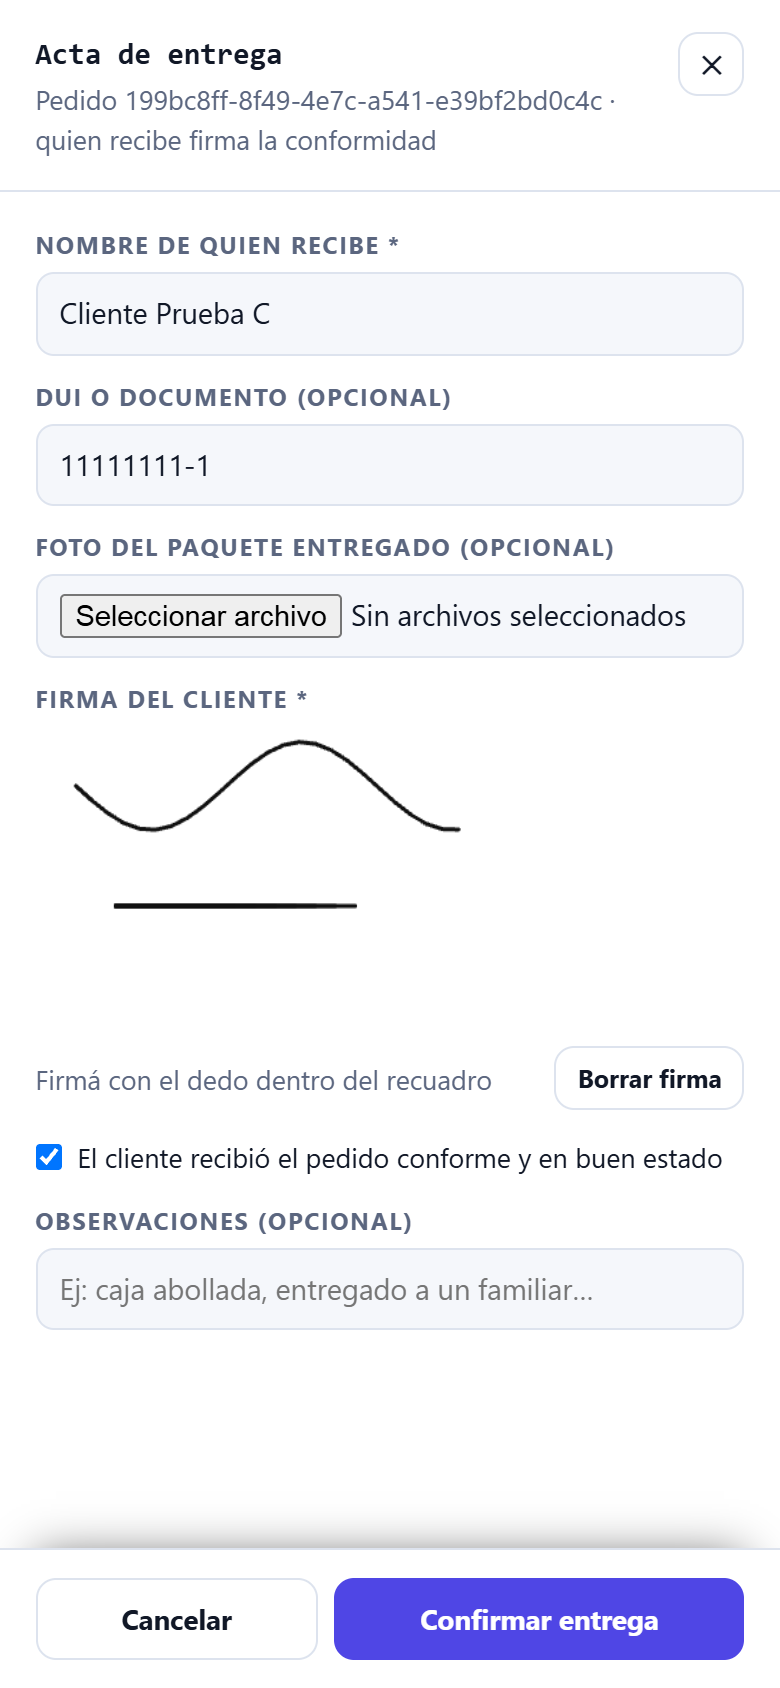 Acta de entrega
Pedido 199bc8ff-8f49-4e7c-a541-e39bf2bd0c4c ·
quien recibe firma la conformidad
NOMBRE DE QUIEN RECIBE *
Cliente Prueba C
DUI O DOCUMENTO (OPCIONAL)
11111111-1
FOTO DEL PAQUETE ENTREGADO (OPCIONAL)
Seleccionar archivo Sin archivos seleccionados
FIRMA DEL CLIENTE *
Firmá con el dedo dentro del recuadro
Borrar firma
El cliente recibió el pedido conforme y en buen estado
OBSERVACIONES (OPCIONAL)
Ej: caja abollada, entregado a un familiar...
Cancelar
Confirmar entrega